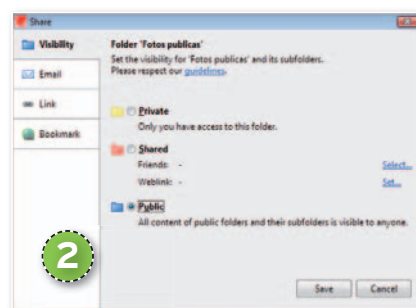 Share
Visibility
Email
Link
Bookmark
Folder 'Fotos publicas'
Set the visibility for 'Fotos publicas' and its subfolders.
Please respect our guidelines.
Private
Only you have access to this folder.
Shared
Friends: -
Select...
Weblink: -
Set...
Public
All content of public folders and their subfolders is visible to anyone.
2
Save
Cancel